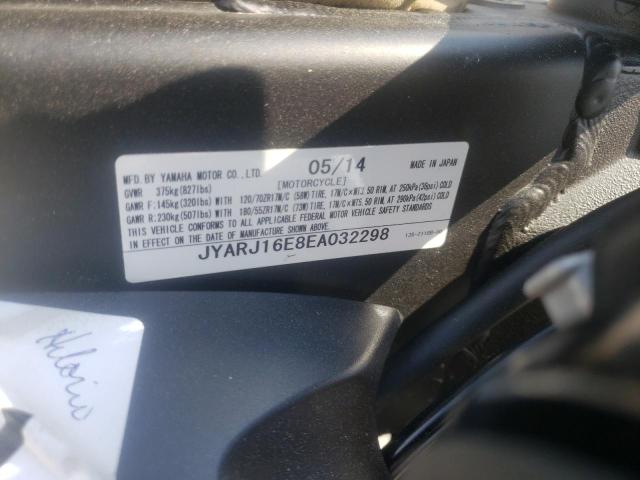 MFD.BY YAMAHA MOTOR CO.,LTD. 05/14 MADE IN JAPAN
[MOTORCYCLE]
GVWR 375kg(827lbs)
GAWR F:145kg(320lbs) WITH 120/70ZR17M/C (58W) TIRE, 17M/C×MT3.50 RIM, AT 250kPa(36psi) COLD
GAWR R:230kg(507lbs) WITH 180/55ZR17M/C (73W) TIRE, 17M/C×MT5.50 RIM, AT 290kPa(42psi) COLD
THIS VEHICLE CONFORMS TO ALL APPLICABLE FEDERAL MOTOR VEHICLE SAFETY STANDARDS
IN EFFECT ON THE DATE OF MANUFACTURE SHOWN ABOVE.
JYARJ16E8EA032298
Hilario